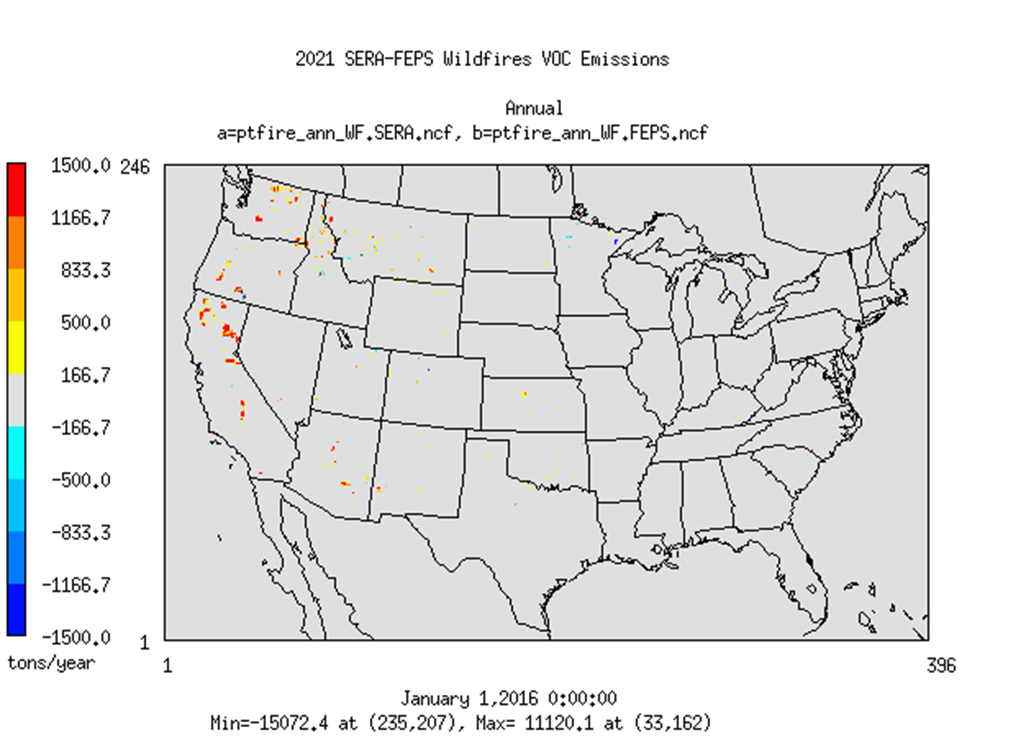 2021 SERA-FEPS Wildfires VOC Emissions
Annual
a=ptfire_ann_WF.SERA.ncf, b=ptfire_ann_WF.FEPS.ncf
1500.0
1166.7
833.3
500.0
166.7
-166.7
-500.0
-833.3
-1166.7
-1500.0
tons/year
246
1
1
396
January 1,2016 0:00:00
Min=-15072.4 at (235,207), Max= 11120.1 at (33,162)